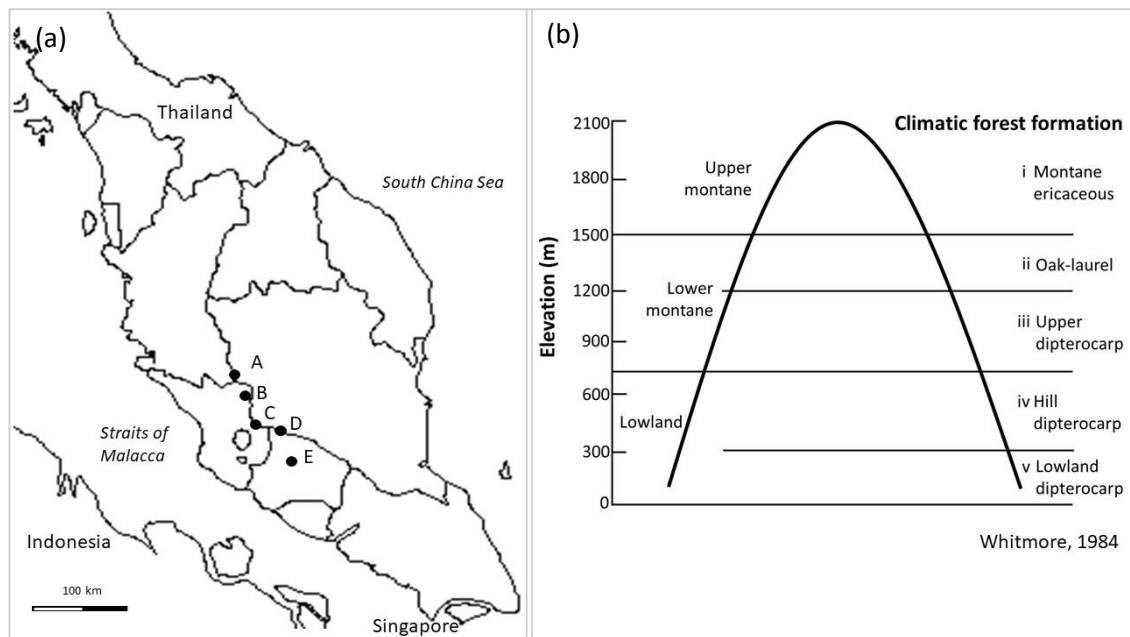 (a)
Thailand
South China Sea
A
B
C
D
E
Straits of
Malacca
Indonesia
100 km
Singapore
(b)
Climatic forest formation
Elevation (m)
2100
1800
1500
1200
900
600
300
0
Upper
montane
Lower
montane
Lowland
i Montane
ericaceous
ii Oak-laurel
iii Upper
dipterocarp
iv Hill
dipterocarp
v Lowland
dipterocarp
Whitmore, 1984